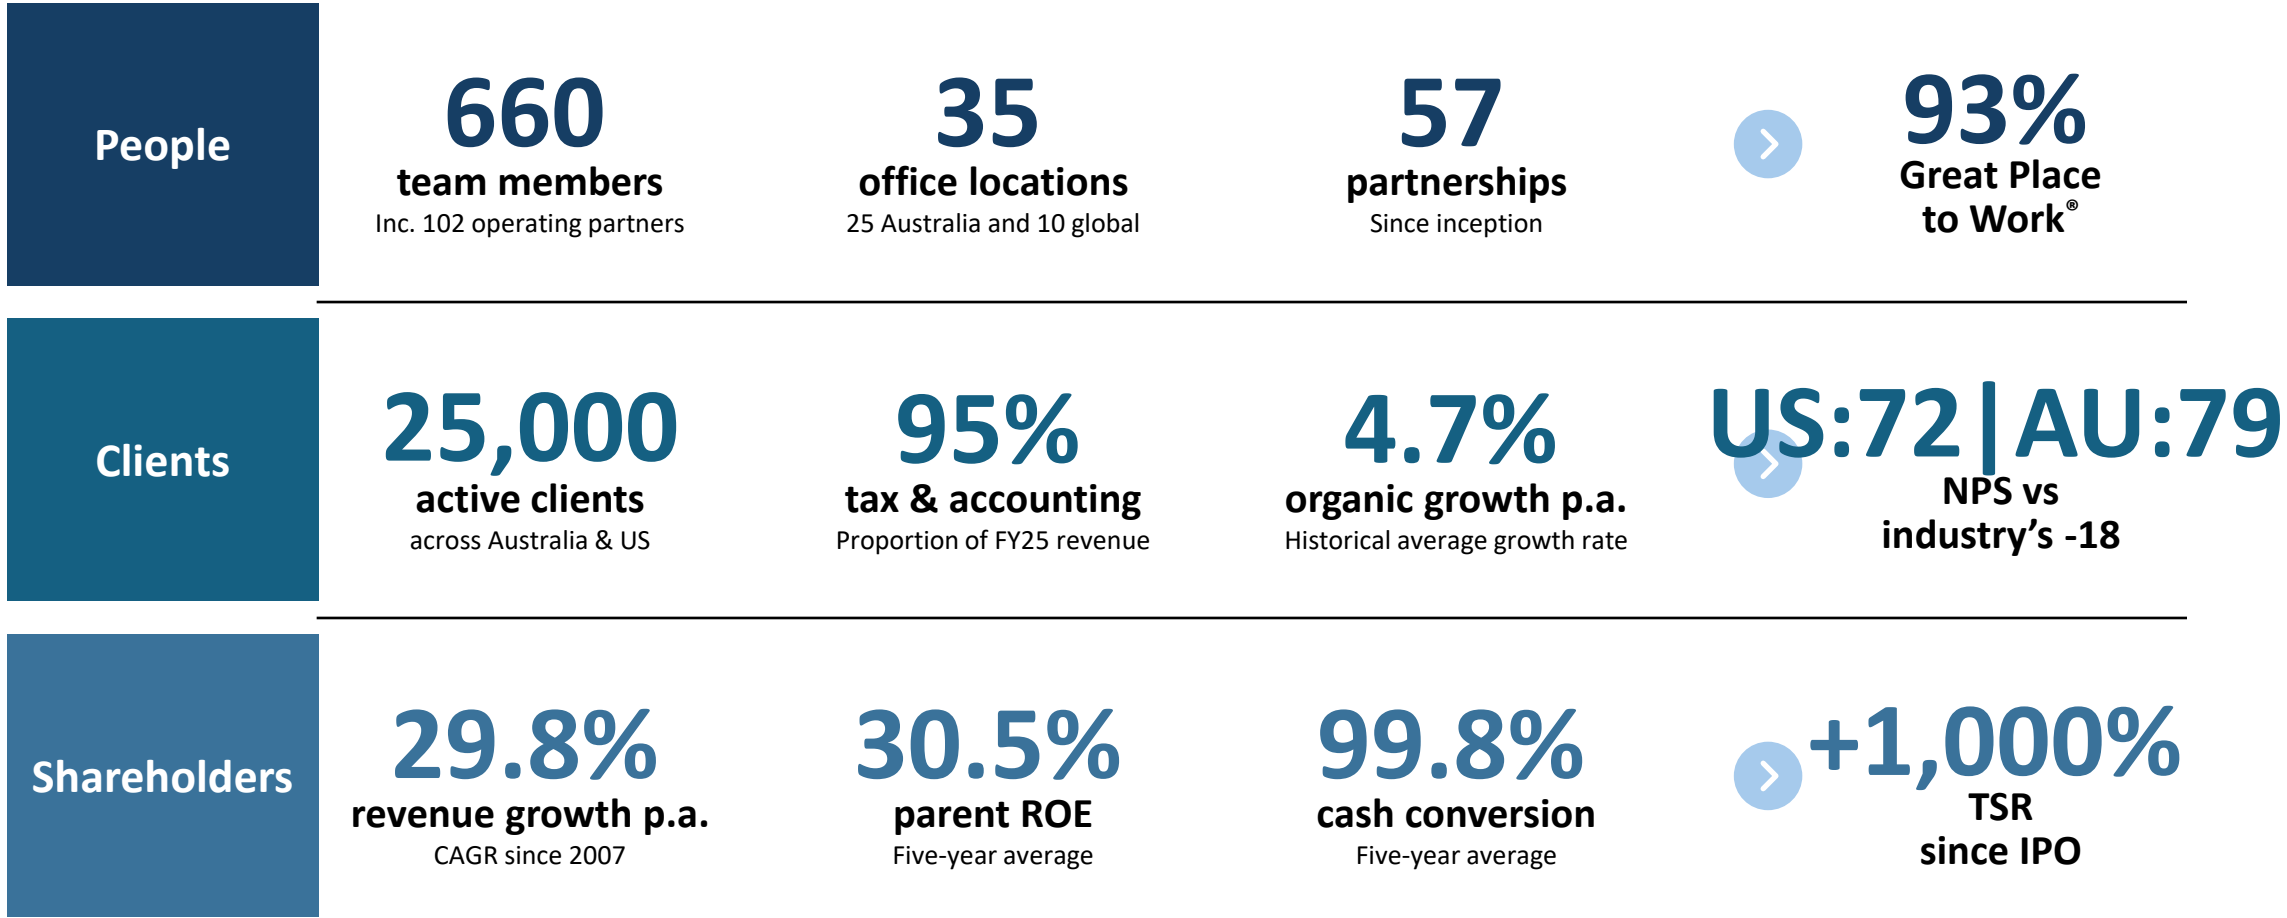 People
660
team members
Inc. 102 operating partners
35
office locations
25 Australia and 10 global
57
partnerships
Since inception
93%
Great Place
to Work®
Clients
25,000
active clients
across Australia & US
95%
tax & accounting
Proportion of FY25 revenue
4.7%
organic growth p.a.
Historical average growth rate
US:72|AU:79
NPS vs
industry’s -18
Shareholders
29.8%
revenue growth p.a.
CAGR since 2007
30.5%
parent ROE
Five-year average
99.8%
cash conversion
Five-year average
+1,000%
TSR
since IPO